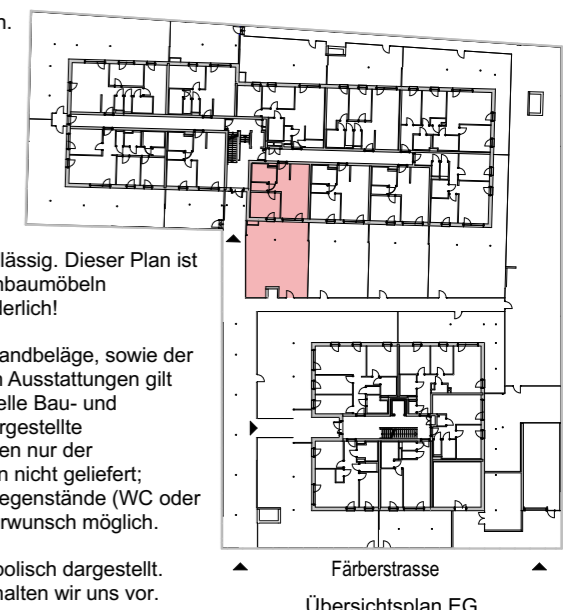 n.
lässig. Dieser Plan ist
nbaumöbeln
derlich!
andbeläge, sowie der
n Ausstattungen gilt
elle Bau- und
rgestellte
en nur der
n nicht geliefert;
egenstände (WC oder
rwunsch möglich.
polisch dargestellt.
halten wir uns vor.
Färberstrasse
Übersichtsplan EG